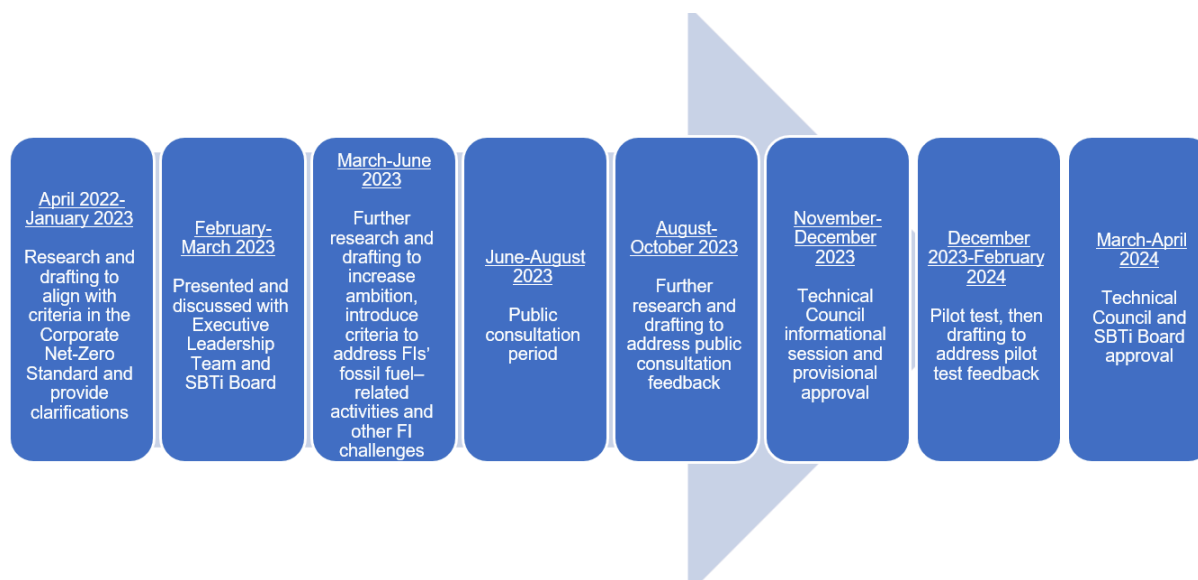 April 2022-
January 2023
Research and
drafting to
align with
criteria in the
Corporate
Net-Zero
Standard and
provide
clarifications
February-
March 2023
Presented and
discussed with
Executive
Leadership
Team and
SBTi Board
March-June
2023
Further
research and
drafting to
increase
ambition,
introduce
criteria to
address FIs’
fossil fuel–
related
activities and
other FI
challenges
June-August
2023
Public
consultation
period
August-
October 2023
Further
research and
drafting to
address public
consultation
feedback
November-
December
2023
Technical
Council
informational
session and
provisional
approval
December
2023-February
2024
Pilot test, then
drafting to
address pilot
test feedback
March-April
2024
Technical
Council and
SBTi Board
approval